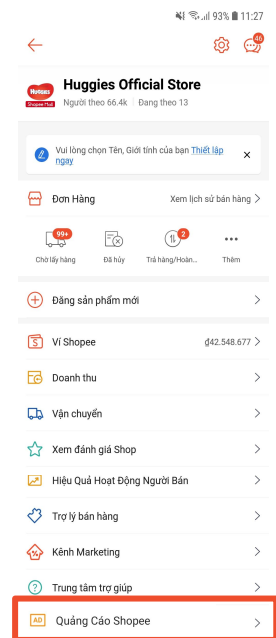 93% 11:27
46
HUGGIES
Shopee Mall
Huggies Official Store
Người theo 66.4k Đang theo 13
Vui lòng chọn Tên, Giới tính của bạn Thiết lập
ngay
Đơn Hàng
Xem lịch sử bán hàng
99+
2
Chờ lấy hàng
Đã hủy
Trả hàng/Hoàn...
Thêm
Đăng sản phẩm mới
Ví Shopee
₫42.548.677
Doanh thu
Vận chuyển
Xem đánh giá Shop
Hiệu Quả Hoạt Động Người Bán
Trợ lý bán hàng
Kênh Marketing
Trung tâm trợ giúp
AD
Quảng Cáo Shopee